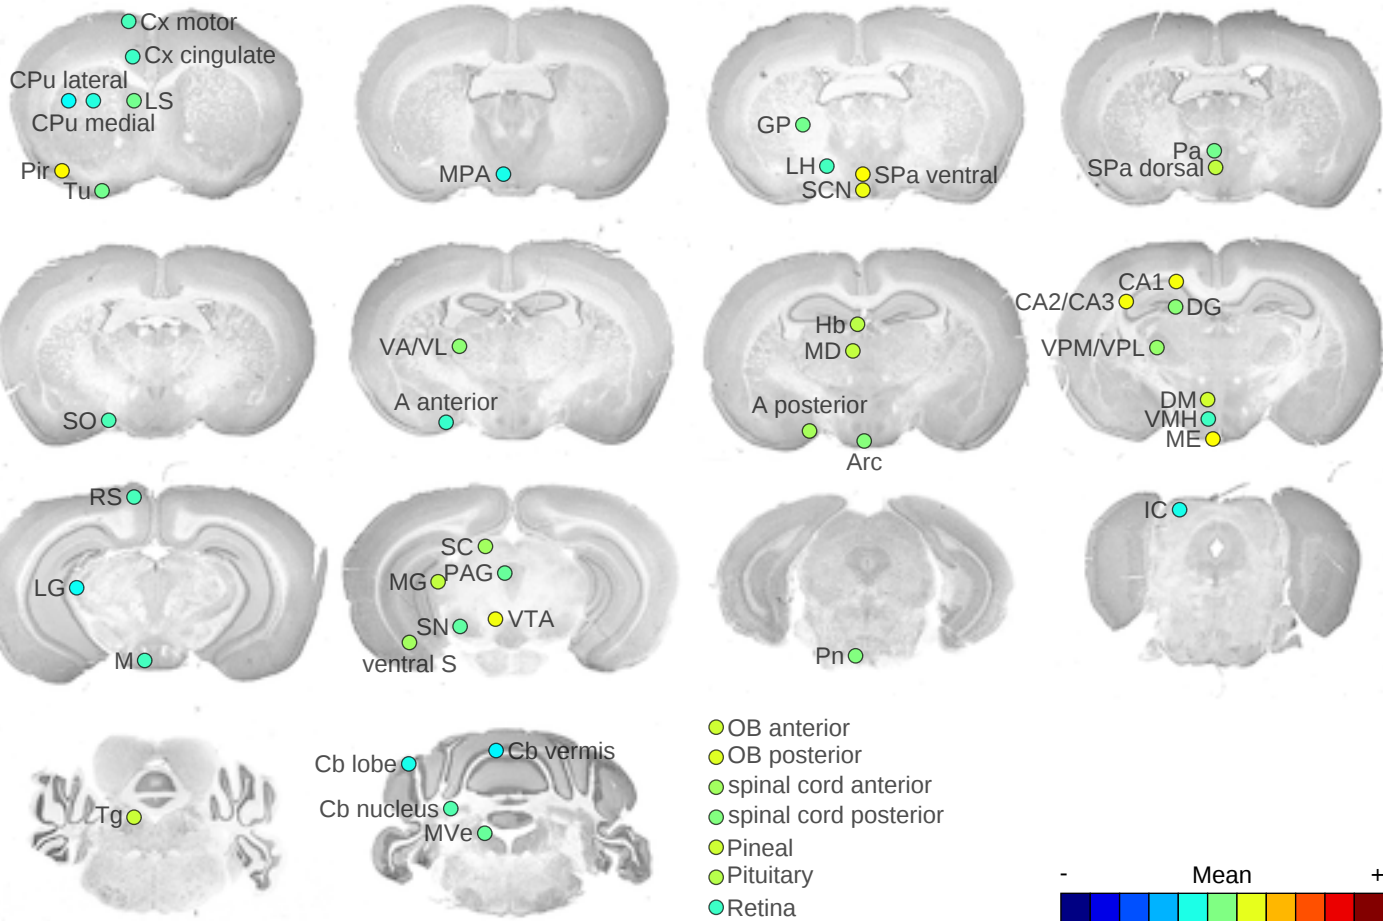 Cx motor
Cx cingulate
CPu lateral
LS
CPu medial
Pir
Tu
MPA
GP
LH
SPa ventral
SCN
Pa
SPa dorsal
SO
VA/VL
A anterior
Hb
MD
A posterior
Arc
CA1
CA2/CA3
DG
VPM/VPL
DM
VMH
ME
RS
LG
M
SC
PAG
MG
VTA
SN
ventral S
Pn
IC
Tg
Cb lobe
Cb vermis
Cb nucleus
MVe
OB anterior
OB posterior
spinal cord anterior
spinal cord posterior
Pineal
Pituitary
Retina
- Mean +